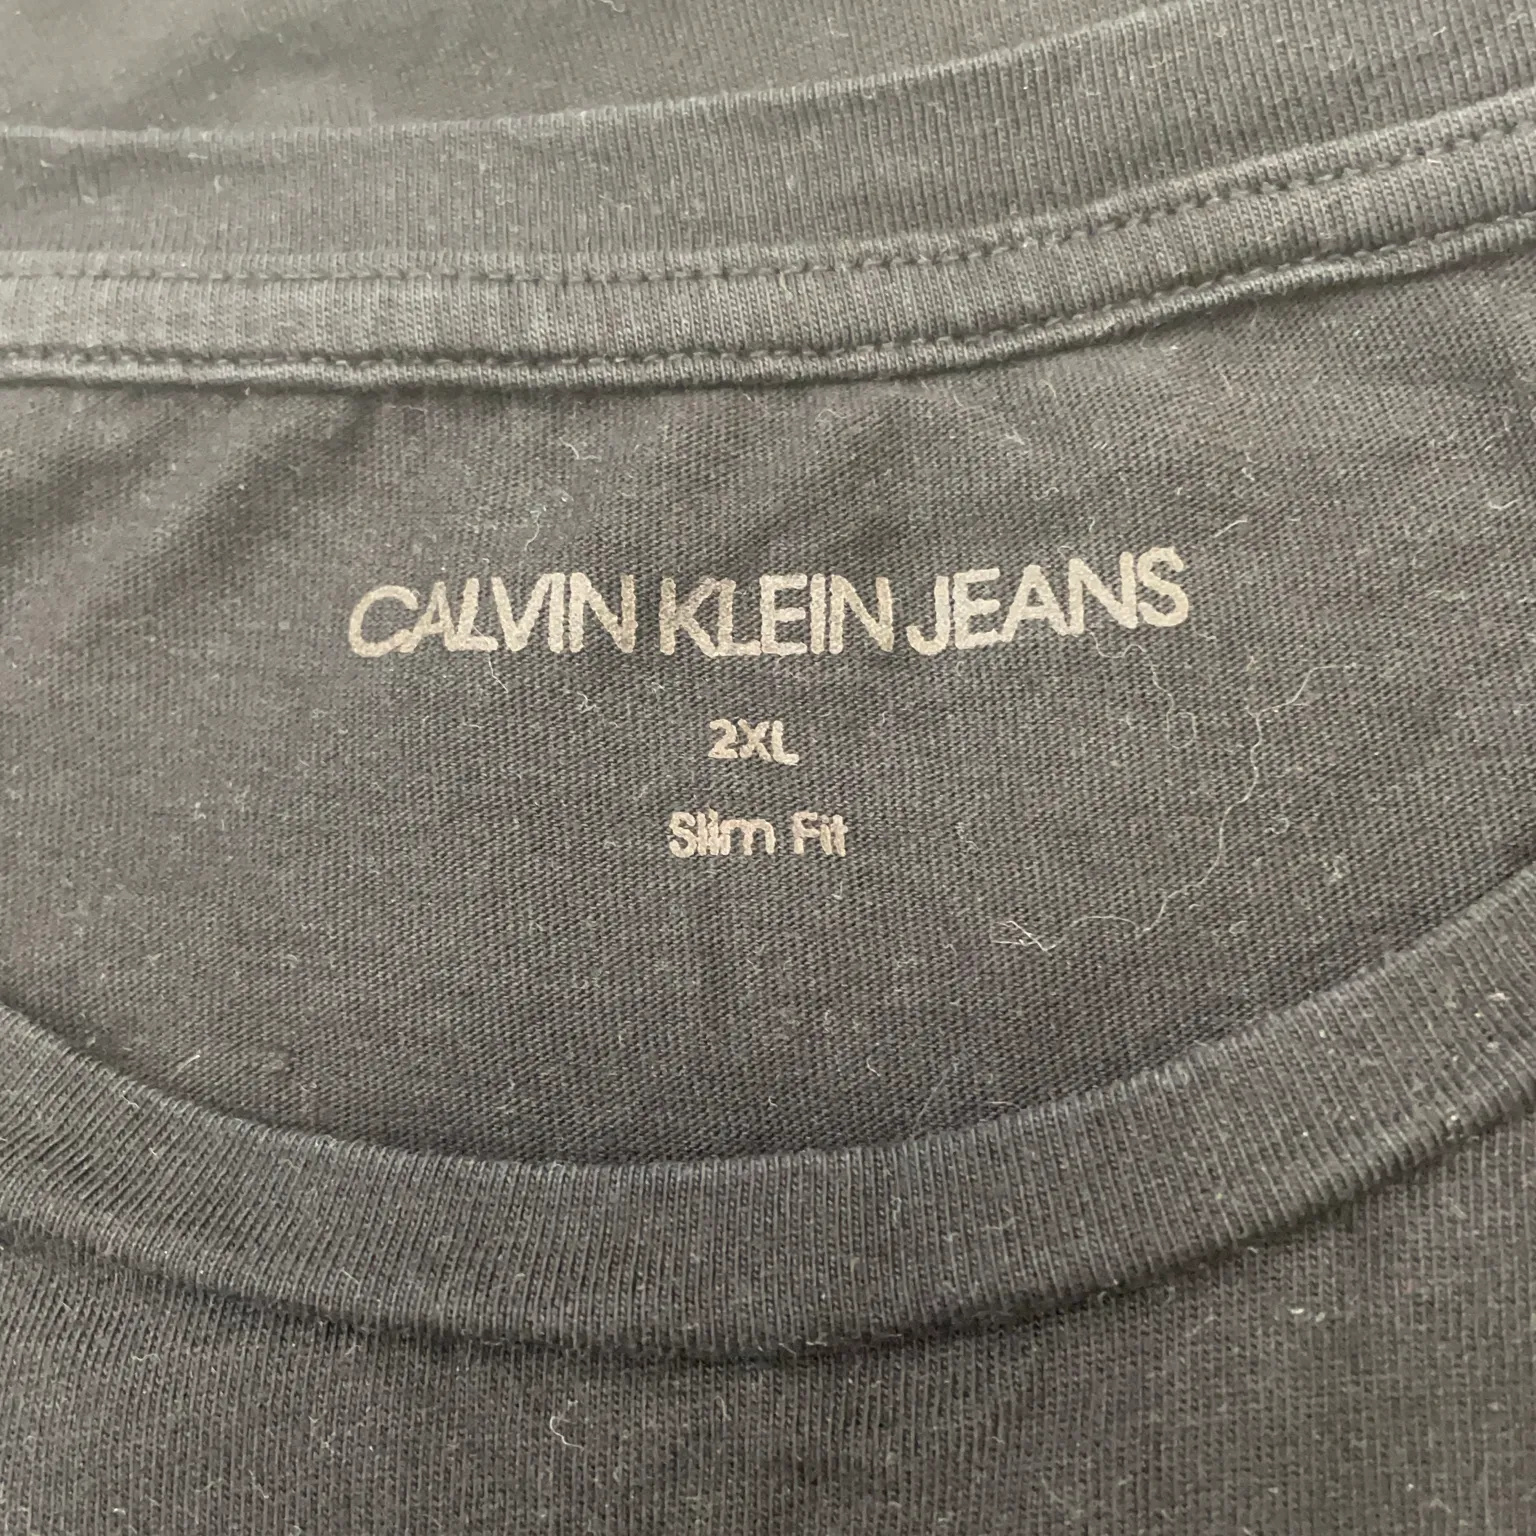 CALVIN KLEIN JEANS
2XL
Slim Fit